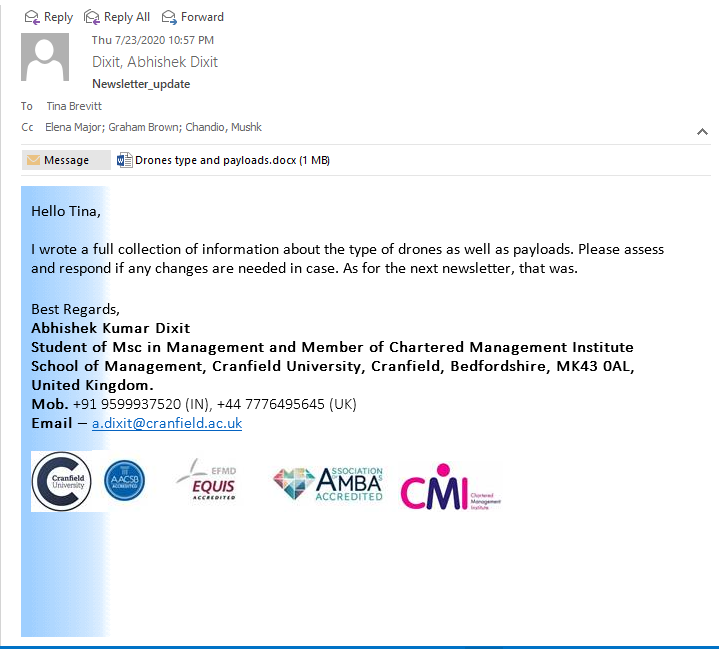 Reply Reply All Forward
Thu 7/23/2020 10:57 PM
Dixit, Abhishek Dixit
Newsletter_update
To Tina Brevitt
Cc Elena Major; Graham Brown; Chandio, Mushk
Message Drones type and payloads.docx (1 MB)
Hello Tina,
I wrote a full collection of information about the type of drones as well as payloads. Please assess
and respond if any changes are needed in case. As for the next newsletter, that was.
Best Regards,
Abhishek Kumar Dixit
Student of Msc in Management and Member of Chartered Management Institute
School of Management, Cranfield University, Cranfield, Bedfordshire, MK43 0AL,
United Kingdom.
Mob. +91 9599937520 (IN), +44 7776495645 (UK)
Email – a.dixit@cranfield.ac.uk
Cranfield
University
AACSB
ACCREDITED
EFMD
EQUIS
ACCREDITED
ASSOCIATION
AMBAS
ACCREDITED
CMI
Chartered
Management
Institute